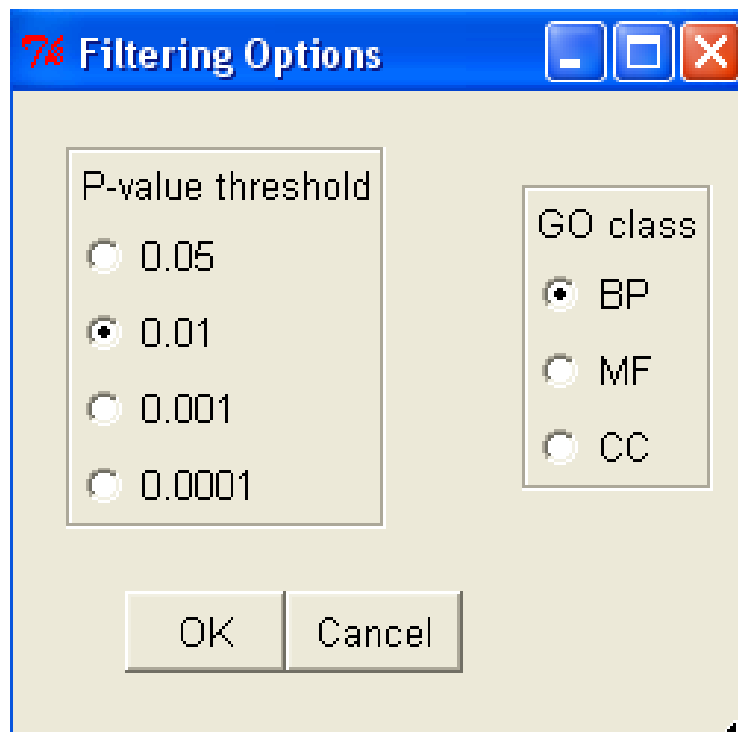 Filtering Options
P-value threshold
0.05
0.01
0.001
0.0001
GO class
BP
MF
CC
OK
Cancel